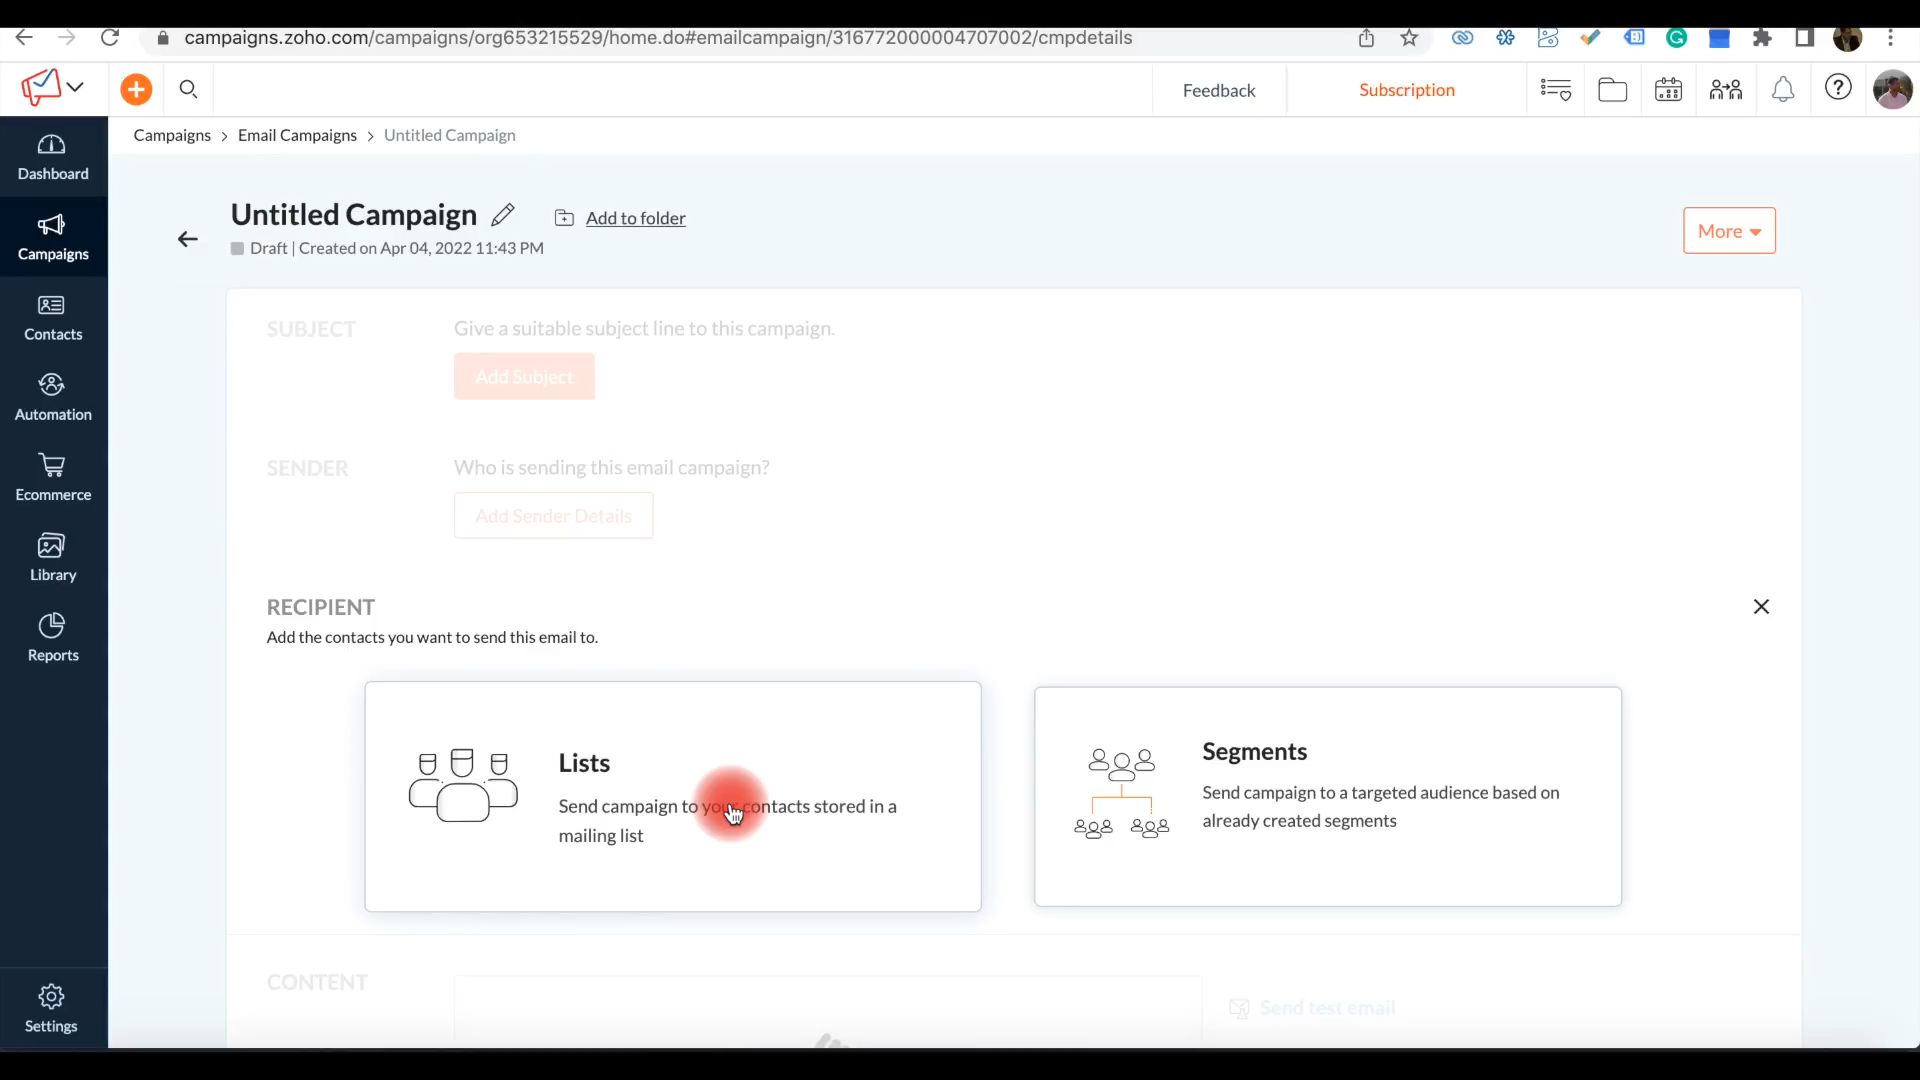 campaigns.zoho.com/campaigns/org653215529/home.do#emailcampaign/316772000004707002/cmpdetails
Feedback
Subscription
Campaigns > Email Campaigns > Untitled Campaign
Dashboard
Campaigns
Contacts
Automation
Ecommerce
Library
Reports
Settings
Untitled Campaign
Add to folder
Draft | Created on Apr 04, 2022 11:43 PM
More
SUBJECT
Give a suitable subject line to this campaign.
Add Subject
SENDER
Who is sending this email campaign?
Add Sender Details
RECIPIENT
Add the contacts you want to send this email to.
Lists
Send campaign to your contacts stored in a
mailing list
Segments
Send campaign to a targeted audience based on
already created segments
CONTENT
Send test email